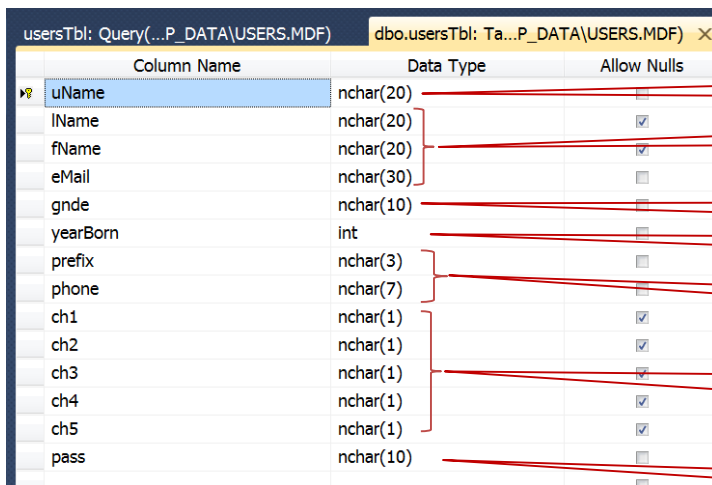 usersTbl: Query(...P_DATA\USERS.MDF) dbo.usersTbl: Ta...P_DATA\USERS.MDF)
Column Name Data Type Allow Nulls
uName nchar(20)
lName nchar(20)
fName nchar(20)
eMail nchar(30)
gnde nchar(10)
yearBorn int
prefix nchar(3)
phone nchar(7)
ch1 nchar(1)
ch2 nchar(1)
ch3 nchar(1)
ch4 nchar(1)
ch5 nchar(1)
pass nchar(10)